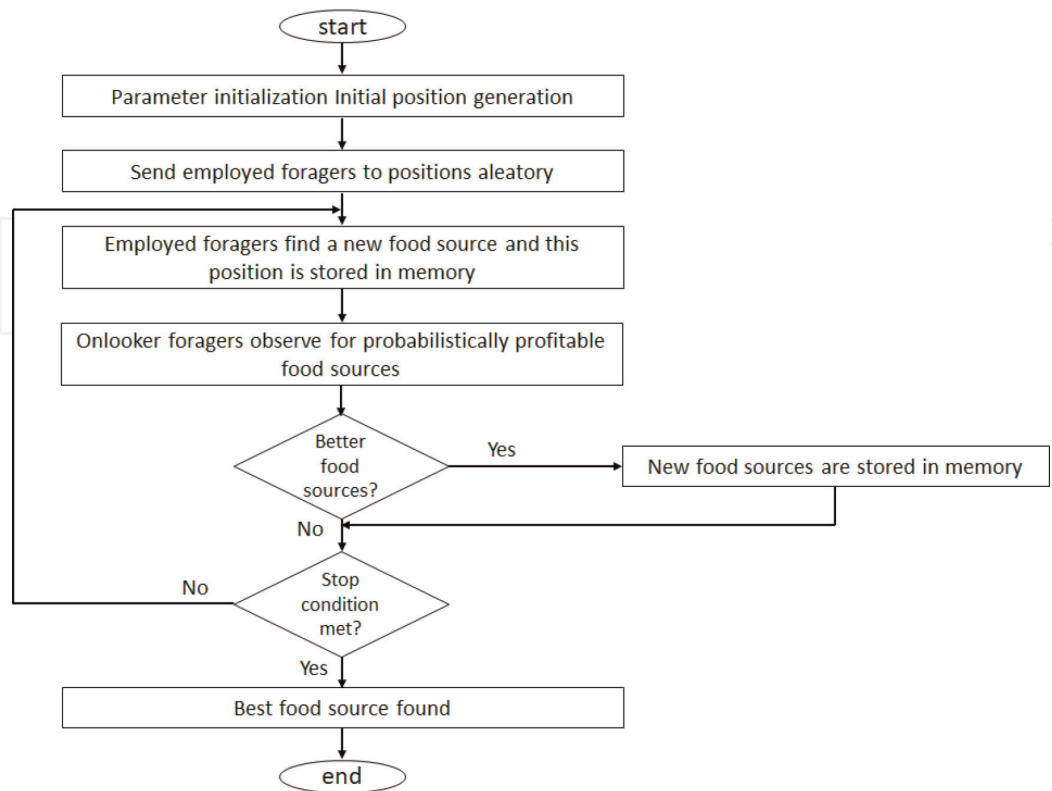 start
Parameter initialization Initial position generation
Send employed foragers to positions aleatory
Employed foragers find a new food source and this
position is stored in memory
Onlooker foragers observe for probabilistically profitable
food sources
Better
food
sources?
Yes
New food sources are stored in memory
No
Stop
condition
met?
No
Yes
Best food source found
end